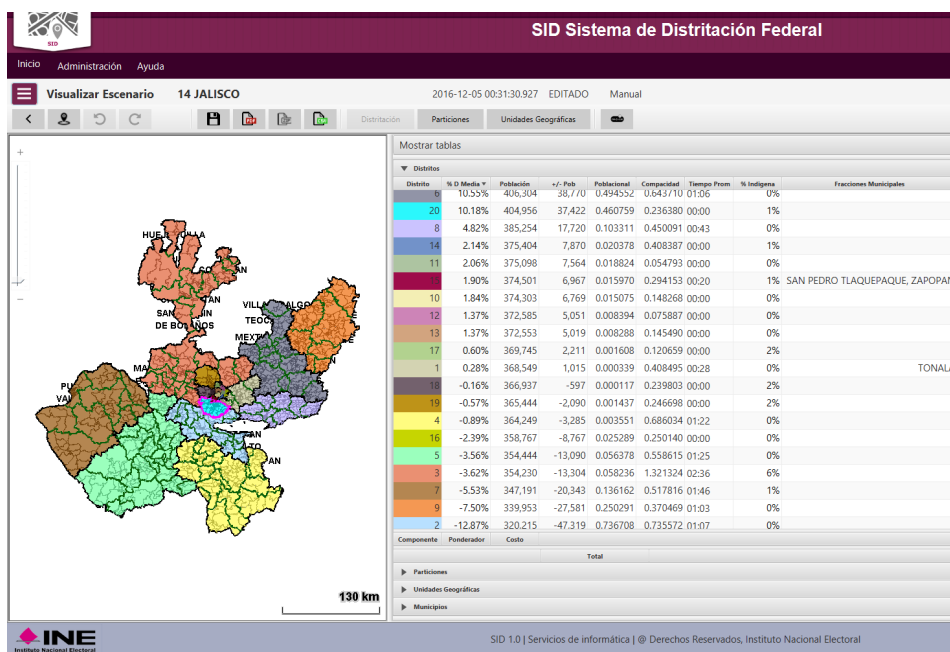 SID
SID Sistema de Distritación Federal
Inicio Administración Ayuda
Visualizar Escenario 14 JALISCO 2016-12-05 00:31:30.927 EDITADO Manual
Distritación Particiones Unidades Geográficas
Mostrar tablas
Distritos
Distrito % D Media Población +/- Pob Poblacional Compacidad Tiempo Prom % Indigena Fracciones Municipales
6 10.55% 406,304 38,770 0.494552 0.643710 01:06 0%
20 10.18% 404,956 37,422 0.460759 0.236380 00:00 1%
8 4.82% 385,254 17,720 0.103311 0.450091 00:43 0%
14 2.14% 375,404 7,870 0.020378 0.408387 00:00 1%
11 2.06% 375,098 7,564 0.018824 0.054793 00:00 0%
1.90% 374,501 6,967 0.015970 0.294153 00:20 1% SAN PEDRO TLAQUEPAQUE, ZAPOPAN
10 1.84% 374,303 6,769 0.015075 0.148268 00:00 0%
12 1.37% 372,585 5,051 0.008394 0.075887 00:00 0%
13 1.37% 372,553 5,019 0.008288 0.145490 00:00 0%
17 0.60% 369,745 2,211 0.001608 0.120659 00:00 2%
1 0.28% 368,549 1,015 0.000339 0.408495 00:28 0% TONALA
18 -0.16% 366,937 -597 0.000117 0.239803 00:00 2%
19 -0.57% 365,444 -2,090 0.001437 0.246698 00:00 2%
4 -0.89% 364,249 -3,285 0.003551 0.686034 01:22 0%
16 -2.39% 358,767 -8,767 0.025289 0.250140 00:00 0%
5 -3.56% 354,444 -13,090 0.056378 0.558615 01:25 0%
3 -3.62% 354,230 -13,304 0.058236 1.321324 02:36 6%
7 -5.53% 347,191 -20,343 0.136162 0.517816 01:46 1%
9 -7.50% 339,953 -27,581 0.250291 0.370469 01:03 0%
2 -12.87% 320,215 -47,319 0.736708 0.735572 01:07 0%
Componente Ponderador Costo
Total
Particiones
Unidades Geográficas
Municipios
130 km
INE
Instituto Nacional Electoral
SID 1.0 | Servicios de informática | @ Derechos Reservados, Instituto Nacional Electoral